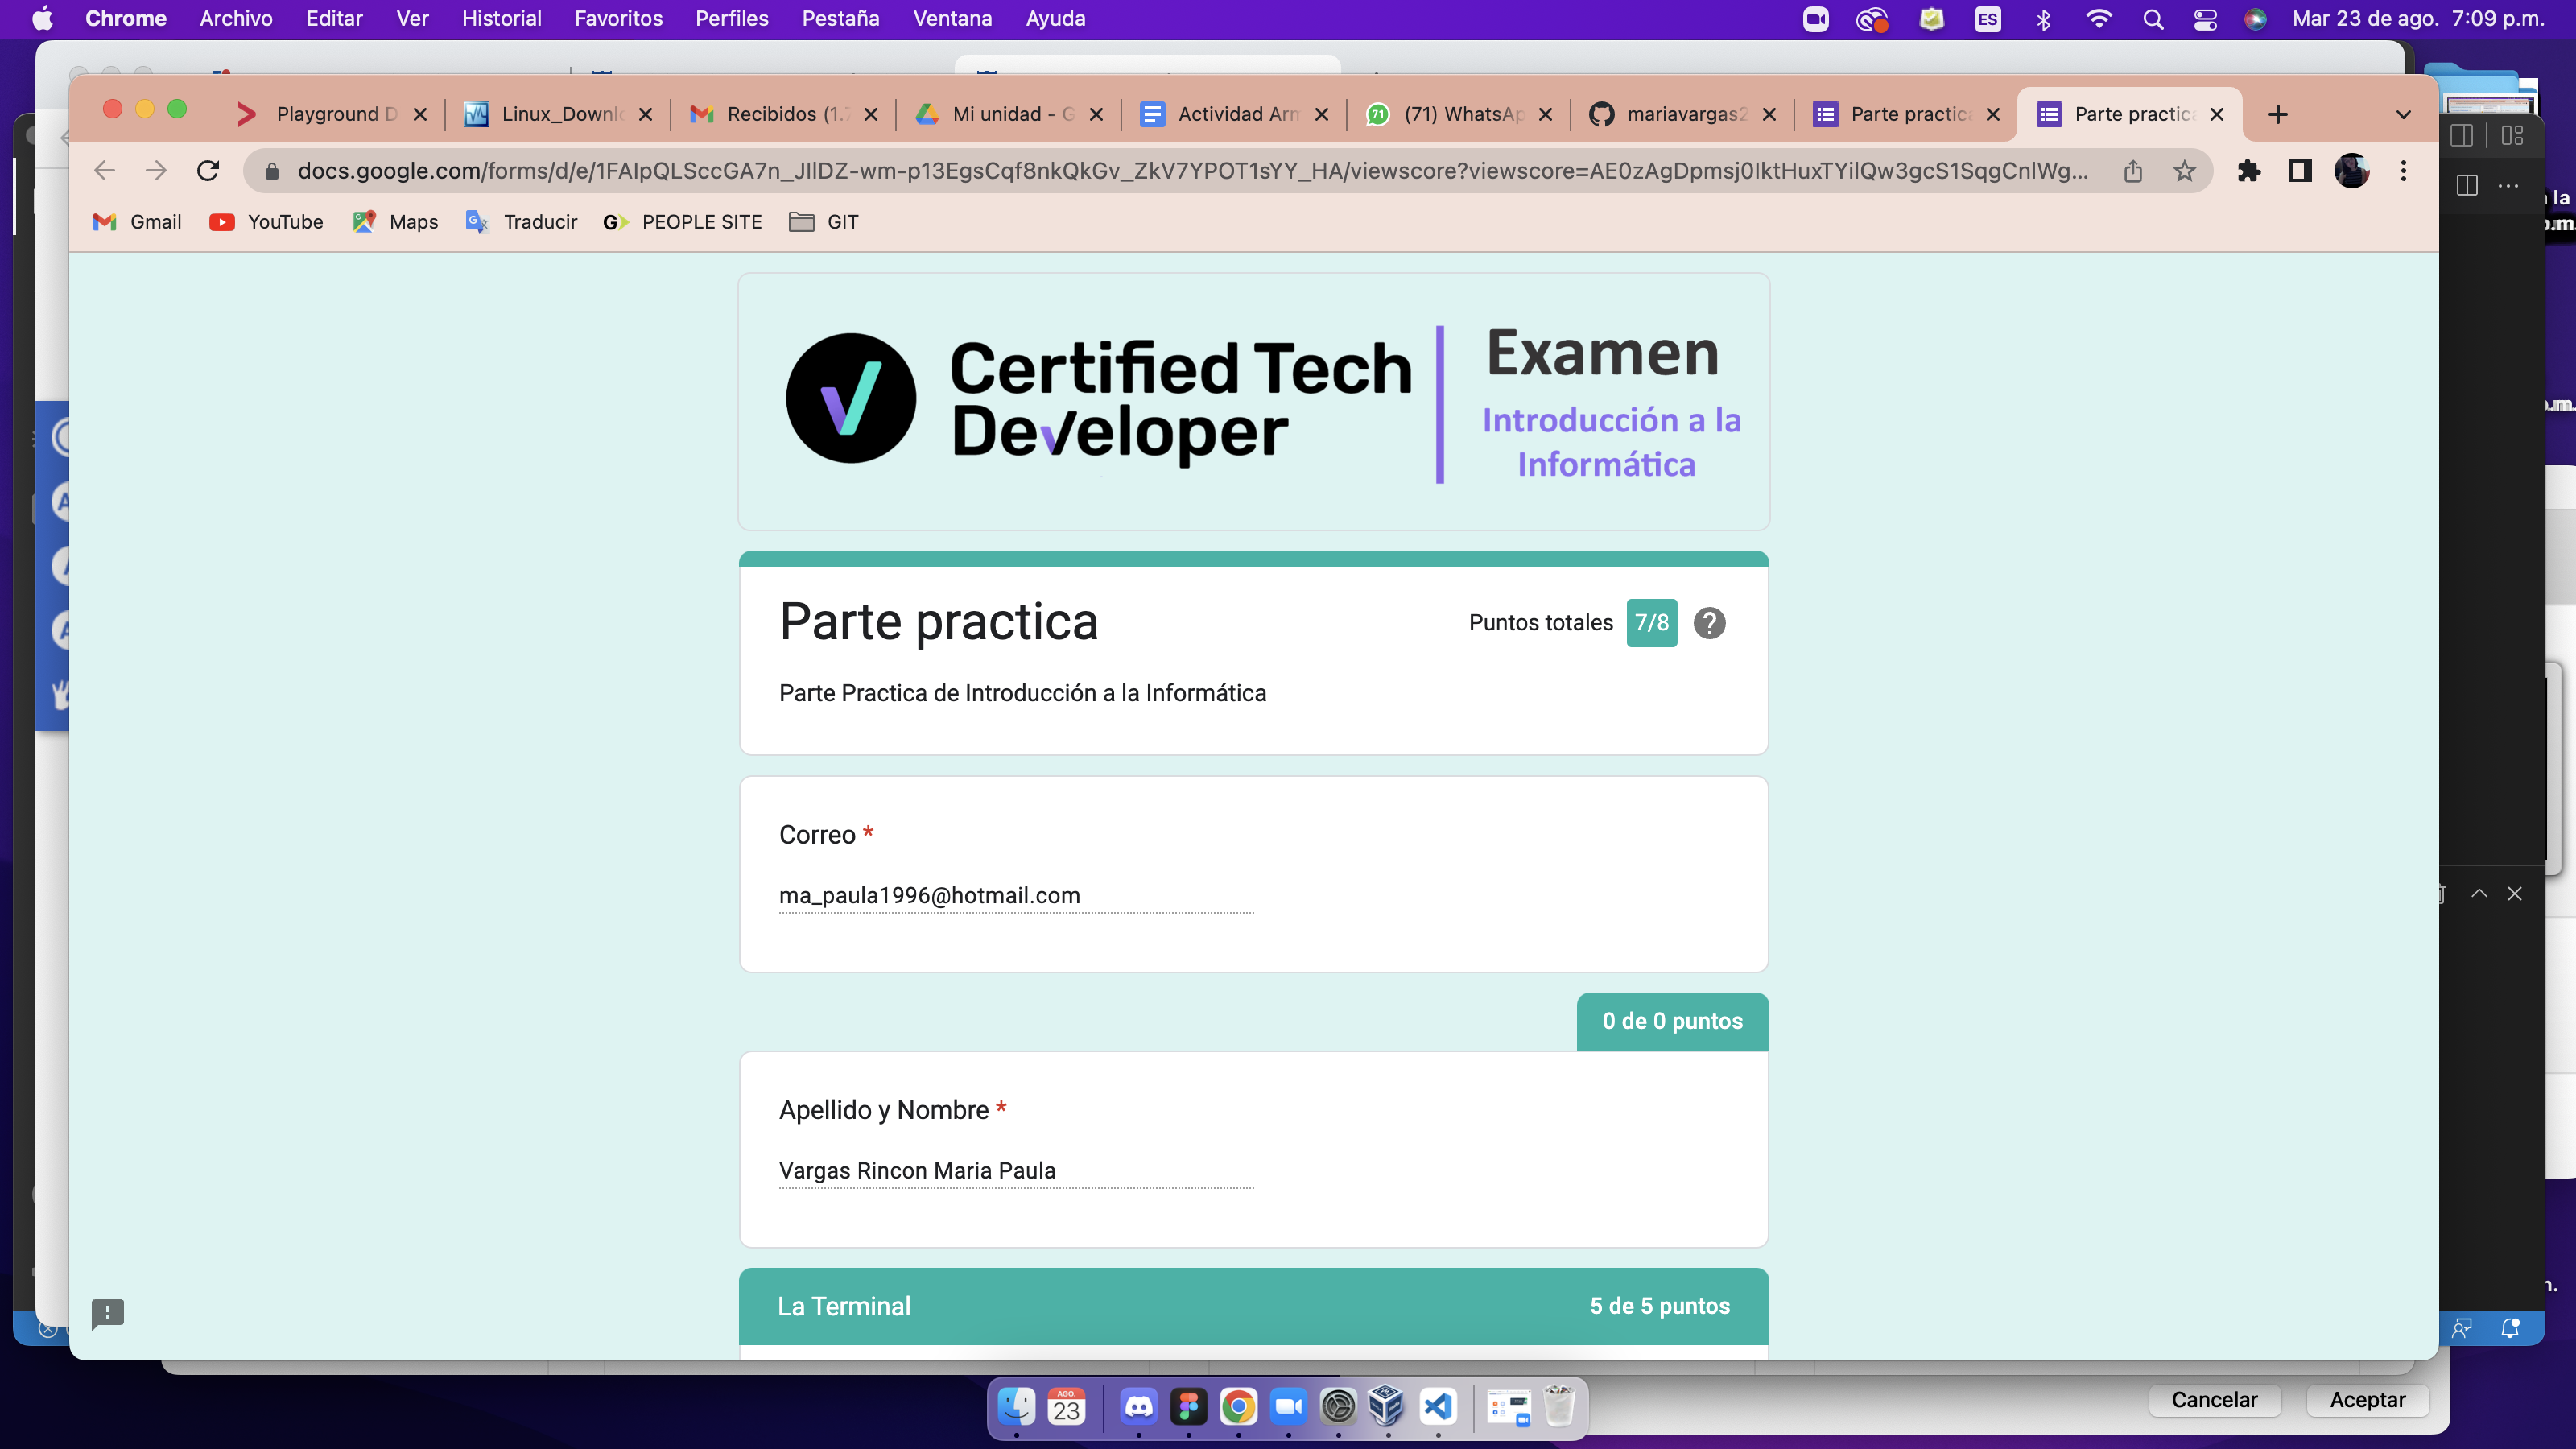 Chrome Archivo Editar Ver Historial Favoritos Perfiles Pestaña Ventana Ayuda ES Mar 23 de ago. 7:09 p.m.
Playground D Linux_Downl Recibidos (1. Mi unidad - G Actividad Arm 71 (71) WhatsAp mariavargas2 Parte practic Parte practica
docs.google.com/forms/d/e/1FAIpQLSccGA7n_JIlDZ-wm-p13EgsCqf8nkQkGv_ZkV7YPOT1sYY_HA/viewscore?viewscore=AE0zAgDpmsj0IktHuxTYilQw3gcS1SqgCnlWg...
Gmail YouTube Maps Traducir G PEOPLE SITE GIT
la
p.m.
Certified Tech
Developer
Examen
Introducción a la
Informática
Parte practica
Puntos totales 7/8 ?
Parte Practica de Introducción a la Informática
Correo *
ma_paula1996@hotmail.com
0 de 0 puntos
Apellido y Nombre *
Vargas Rincon Maria Paula
La Terminal 5 de 5 puntos
AGO.
23
Cancelar Aceptar